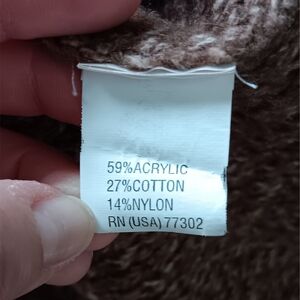 59%ACRYLIC
27%COTTON
14%NYLON
RN (USA) 77302